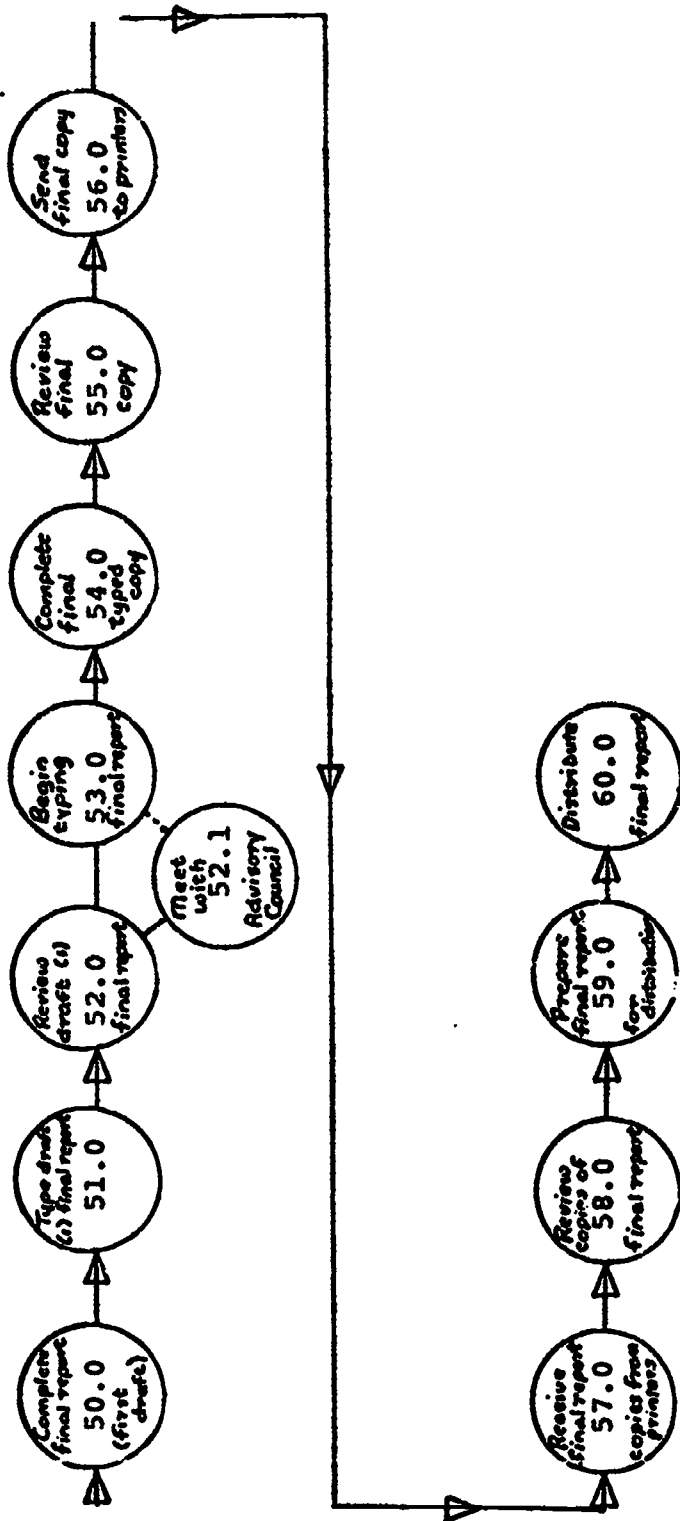 Complete
final report
50.0
(first
draft)
Type draft
(1) final report
51.0
Review
draft (1)
52.0
final report
Meet
with
52.1
Advisory
Council
Begin
typing
53.0
final report
Complete
final
54.0
typed
copy
Review
final
55.0
copy
Send
final copy
56.0
to printers
Receive
final report
57.0
copies from
printers
Review
copies of
58.0
final report
Prepare
final report
59.0
for
distribution
Distribute
60.0
final report